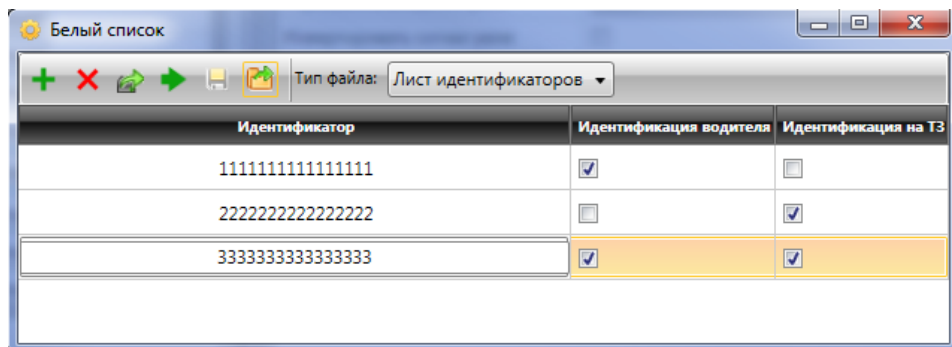 Белый список
Тип файла: Лист идентификаторов
Идентификатор Идентификация водителя Идентификация на ТЗ
1111111111111111
2222222222222222
3333333333333333